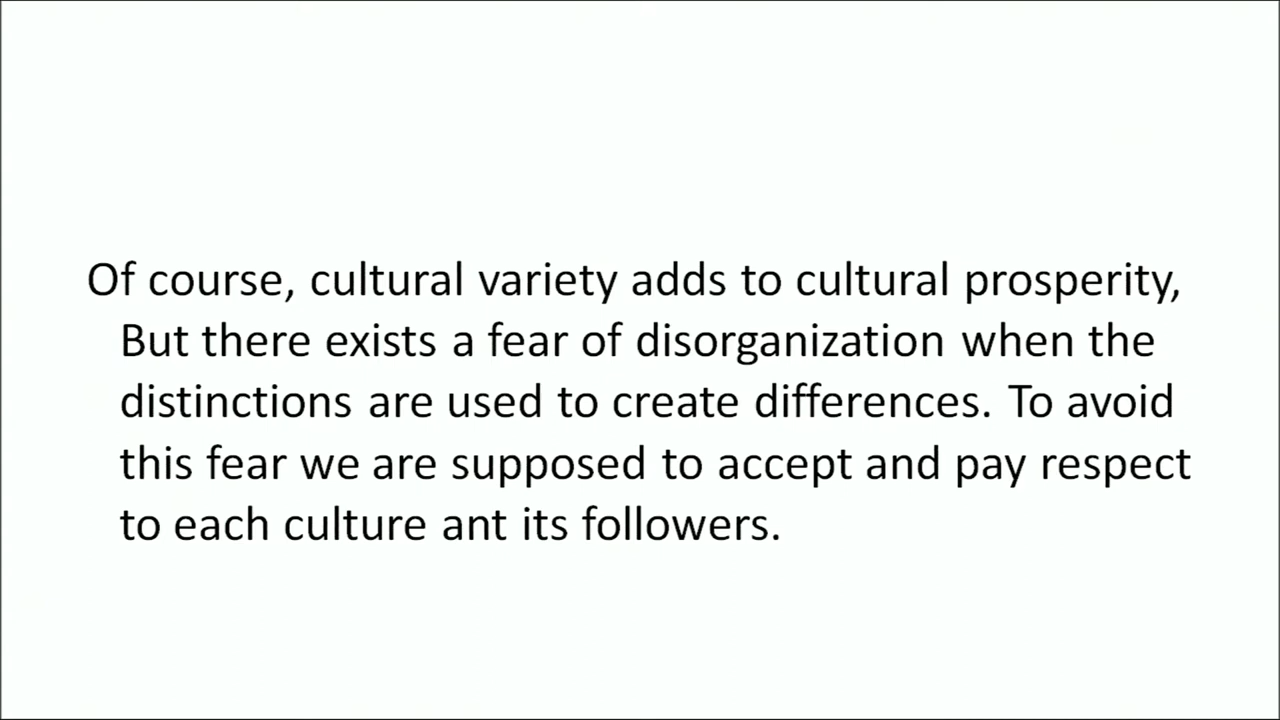 Of course, cultural variety adds to cultural prosperity,
But there exists a fear of disorganization when the
distinctions are used to create differences. To avoid
this fear we are supposed to accept and pay respect
to each culture ant its followers.